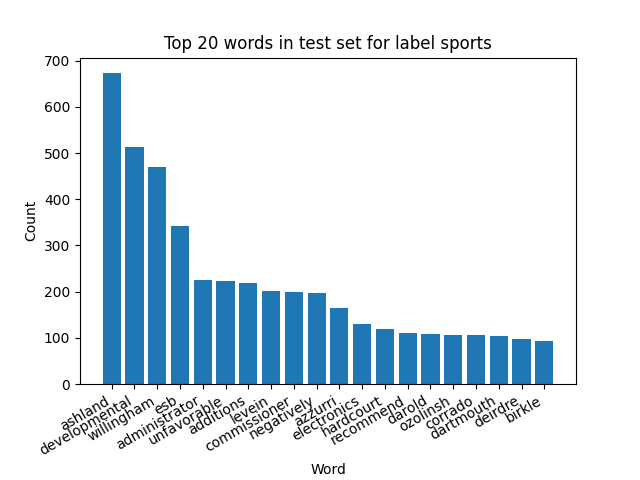 Top 20 words in test set for label sports
Count
700
600
500
400
300
200
100
0
ashland
developmental
willingham
esb
administrator
unfavorable
additions
levein
commissioner
negatively
azzurri
electronics
hardcourt
recommend
darold
ozolinsh
corrado
dartmouth
deirdre
birkle
Word